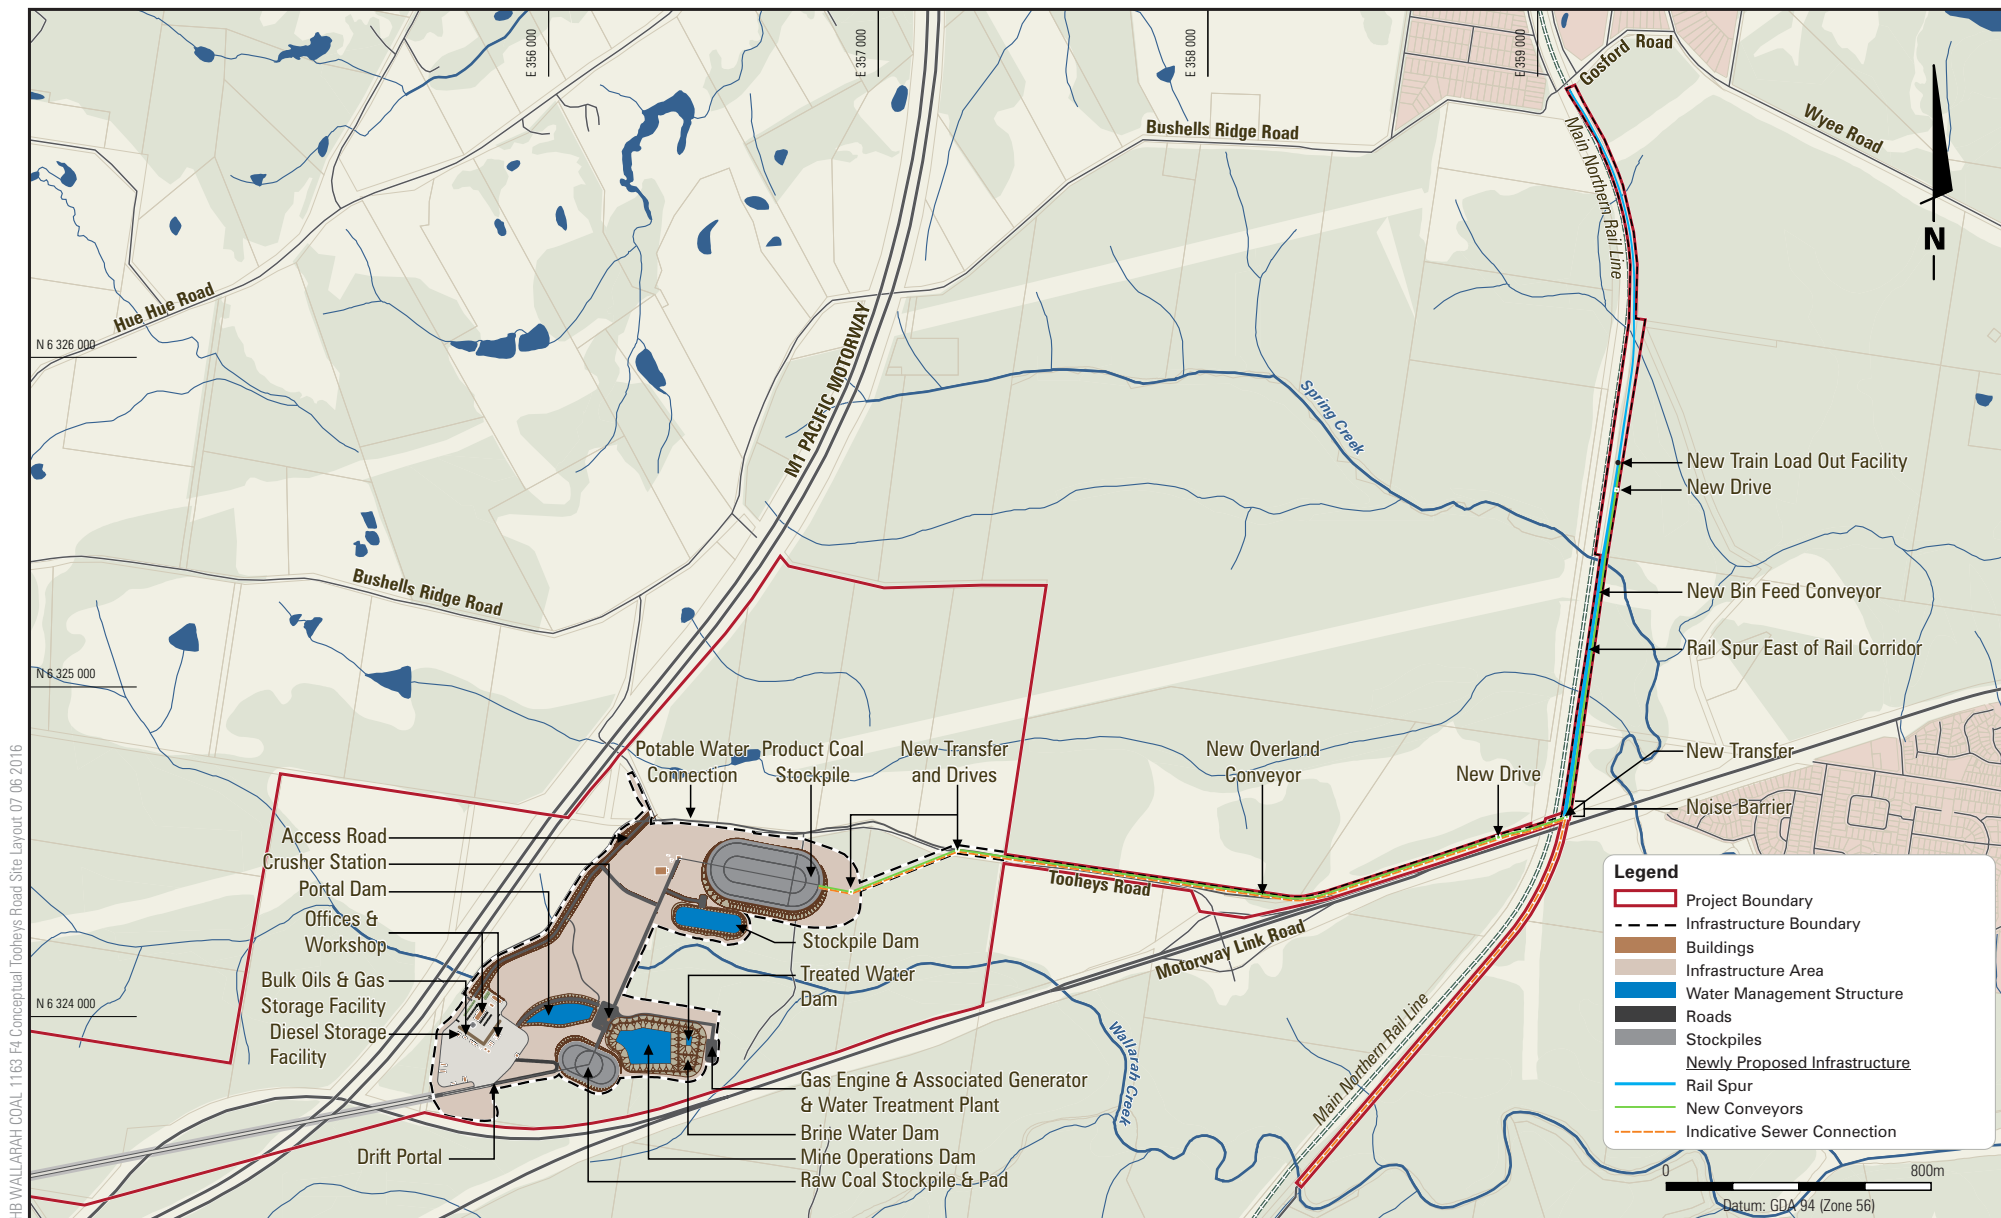 E 356 000
E 357 000
E 358 000
E 359 000
Gosford Road
Wyee Road
Bushells Ridge Road
Main Northern Rail Line
N
Hue Hue Road
M1 PACIFIC MOTORWAY
N 6 326 000
Spring Creek
New Train Load Out Facility
New Drive
Bushells Ridge Road
New Bin Feed Conveyor
Rail Spur East of Rail Corridor
N 6 325 000
Potable Water
Connection
Product Coal
Stockpile
New Transfer
and Drives
New Overland
Conveyor
New Drive
New Transfer
Noise Barrier
Access Road
Crusher Station
Portal Dam
Offices &
Workshop
Bulk Oils & Gas
Storage Facility
Diesel Storage
Facility
N 6 324 000
Tooheys Road
Motorway Link Road
Stockpile Dam
Treated Water
Dam
Wallarah Creek
Main Northern Rail Line
Gas Engine & Associated Generator
& Water Treatment Plant
Brine Water Dam
Mine Operations Dam
Raw Coal Stockpile & Pad
Drift Portal
Legend
Project Boundary
Infrastructure Boundary
Buildings
Infrastructure Area
Water Management Structure
Roads
Stockpiles
Newly Proposed Infrastructure
Rail Spur
New Conveyors
Indicative Sewer Connection
0 800m
Datum: GDA 94 (Zone 56)
HB WALLARAH COAL 11163 F4 Conceptual Tooheys Road Site Layout 07 06 2016